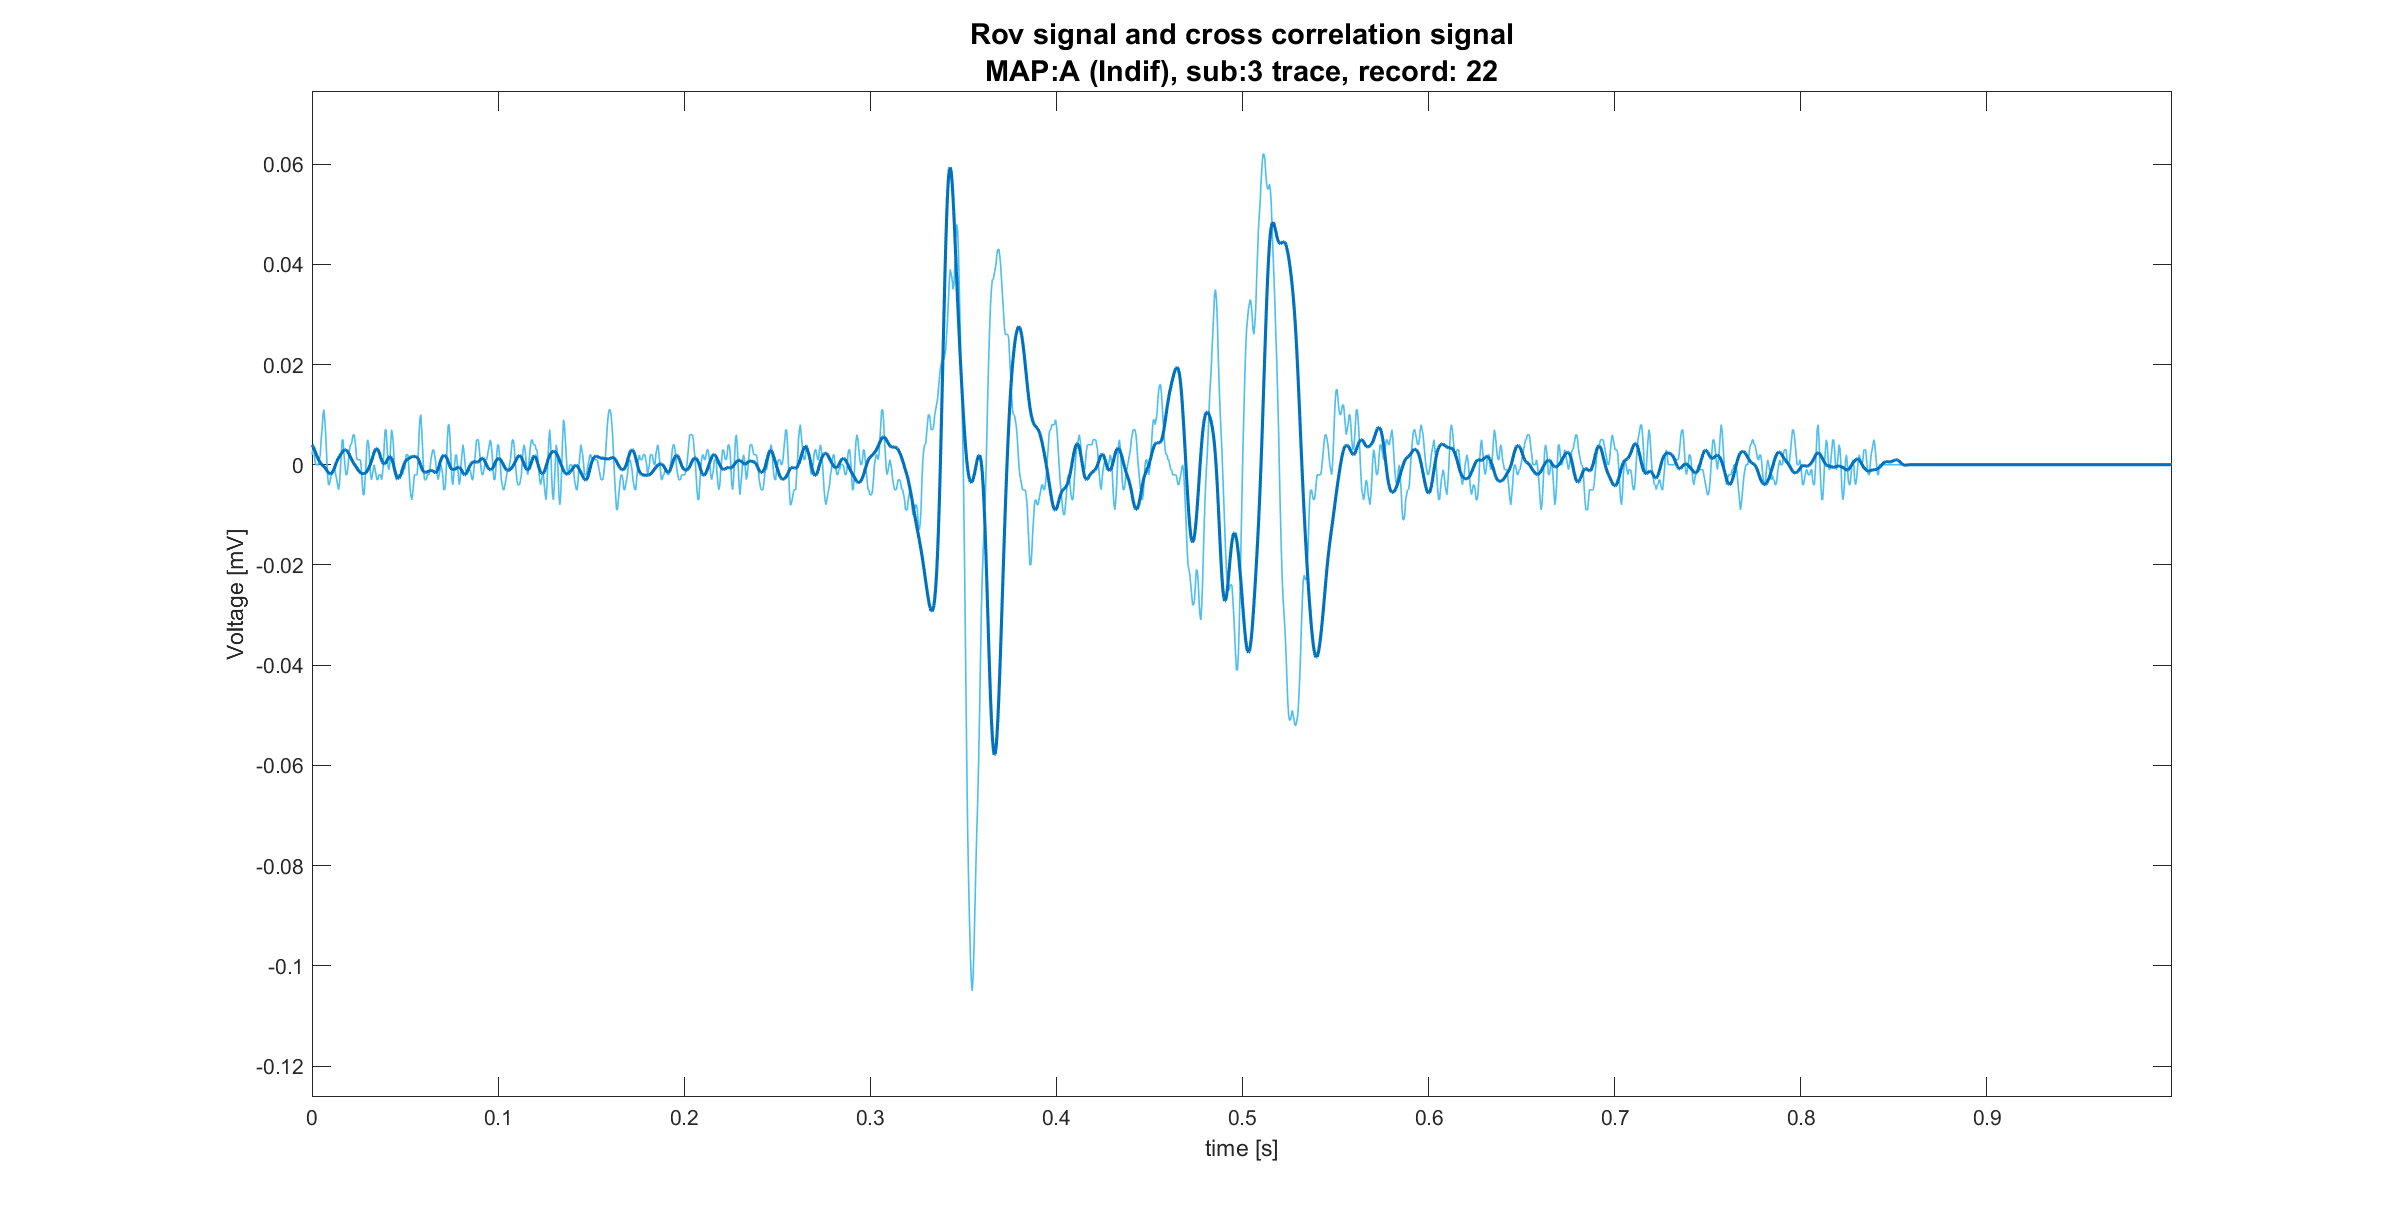 Rov signal and cross correlation signal
MAP:A (Indif), sub:3 trace, record: 22
0.06
0.04
0.02
0
-0.02
-0.04
-0.06
-0.08
-0.1
-0.12
Voltage [mV]
0 0.1 0.2 0.3 0.4 0.5 0.6 0.7 0.8 0.9
time [s]